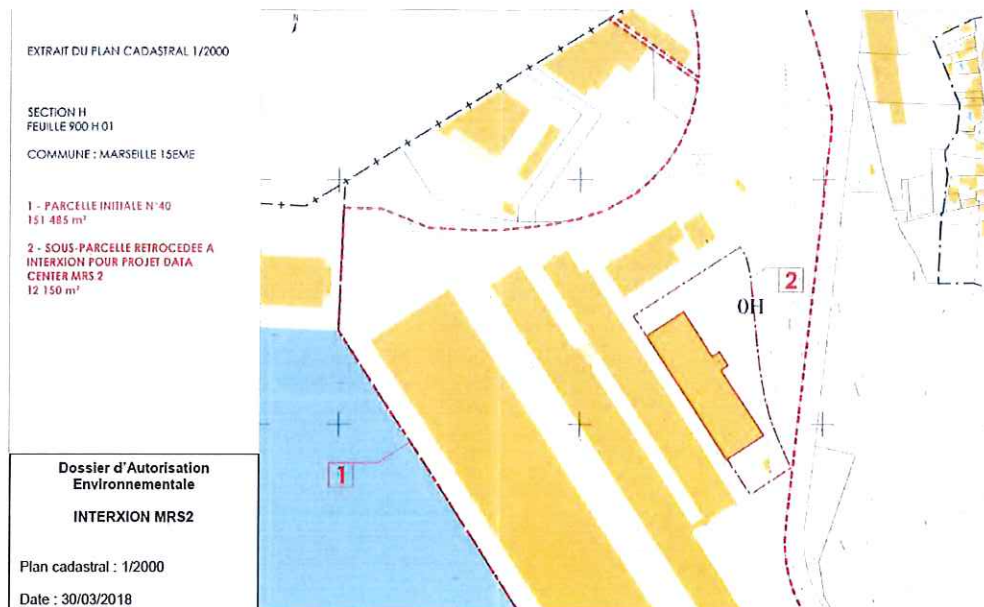 EXTRAIT DU PLAN CADASTRAL 1/2000
SECTION H
FEUILLE 900 H 01
COMMUNE : MARSEILLE 15EME
1 - PARCELLE INITIALE N°40
151 485 m²
2 - SOUS-PARCELLE RETROCEDEE A
INTERXION POUR PROJET DATA
CENTER MRS 2
12 150 m²
N
2
0H
1
Dossier d'Autorisation
Environnementale
INTERXION MRS2
Plan cadastral : 1/2000
Date : 30/03/2018